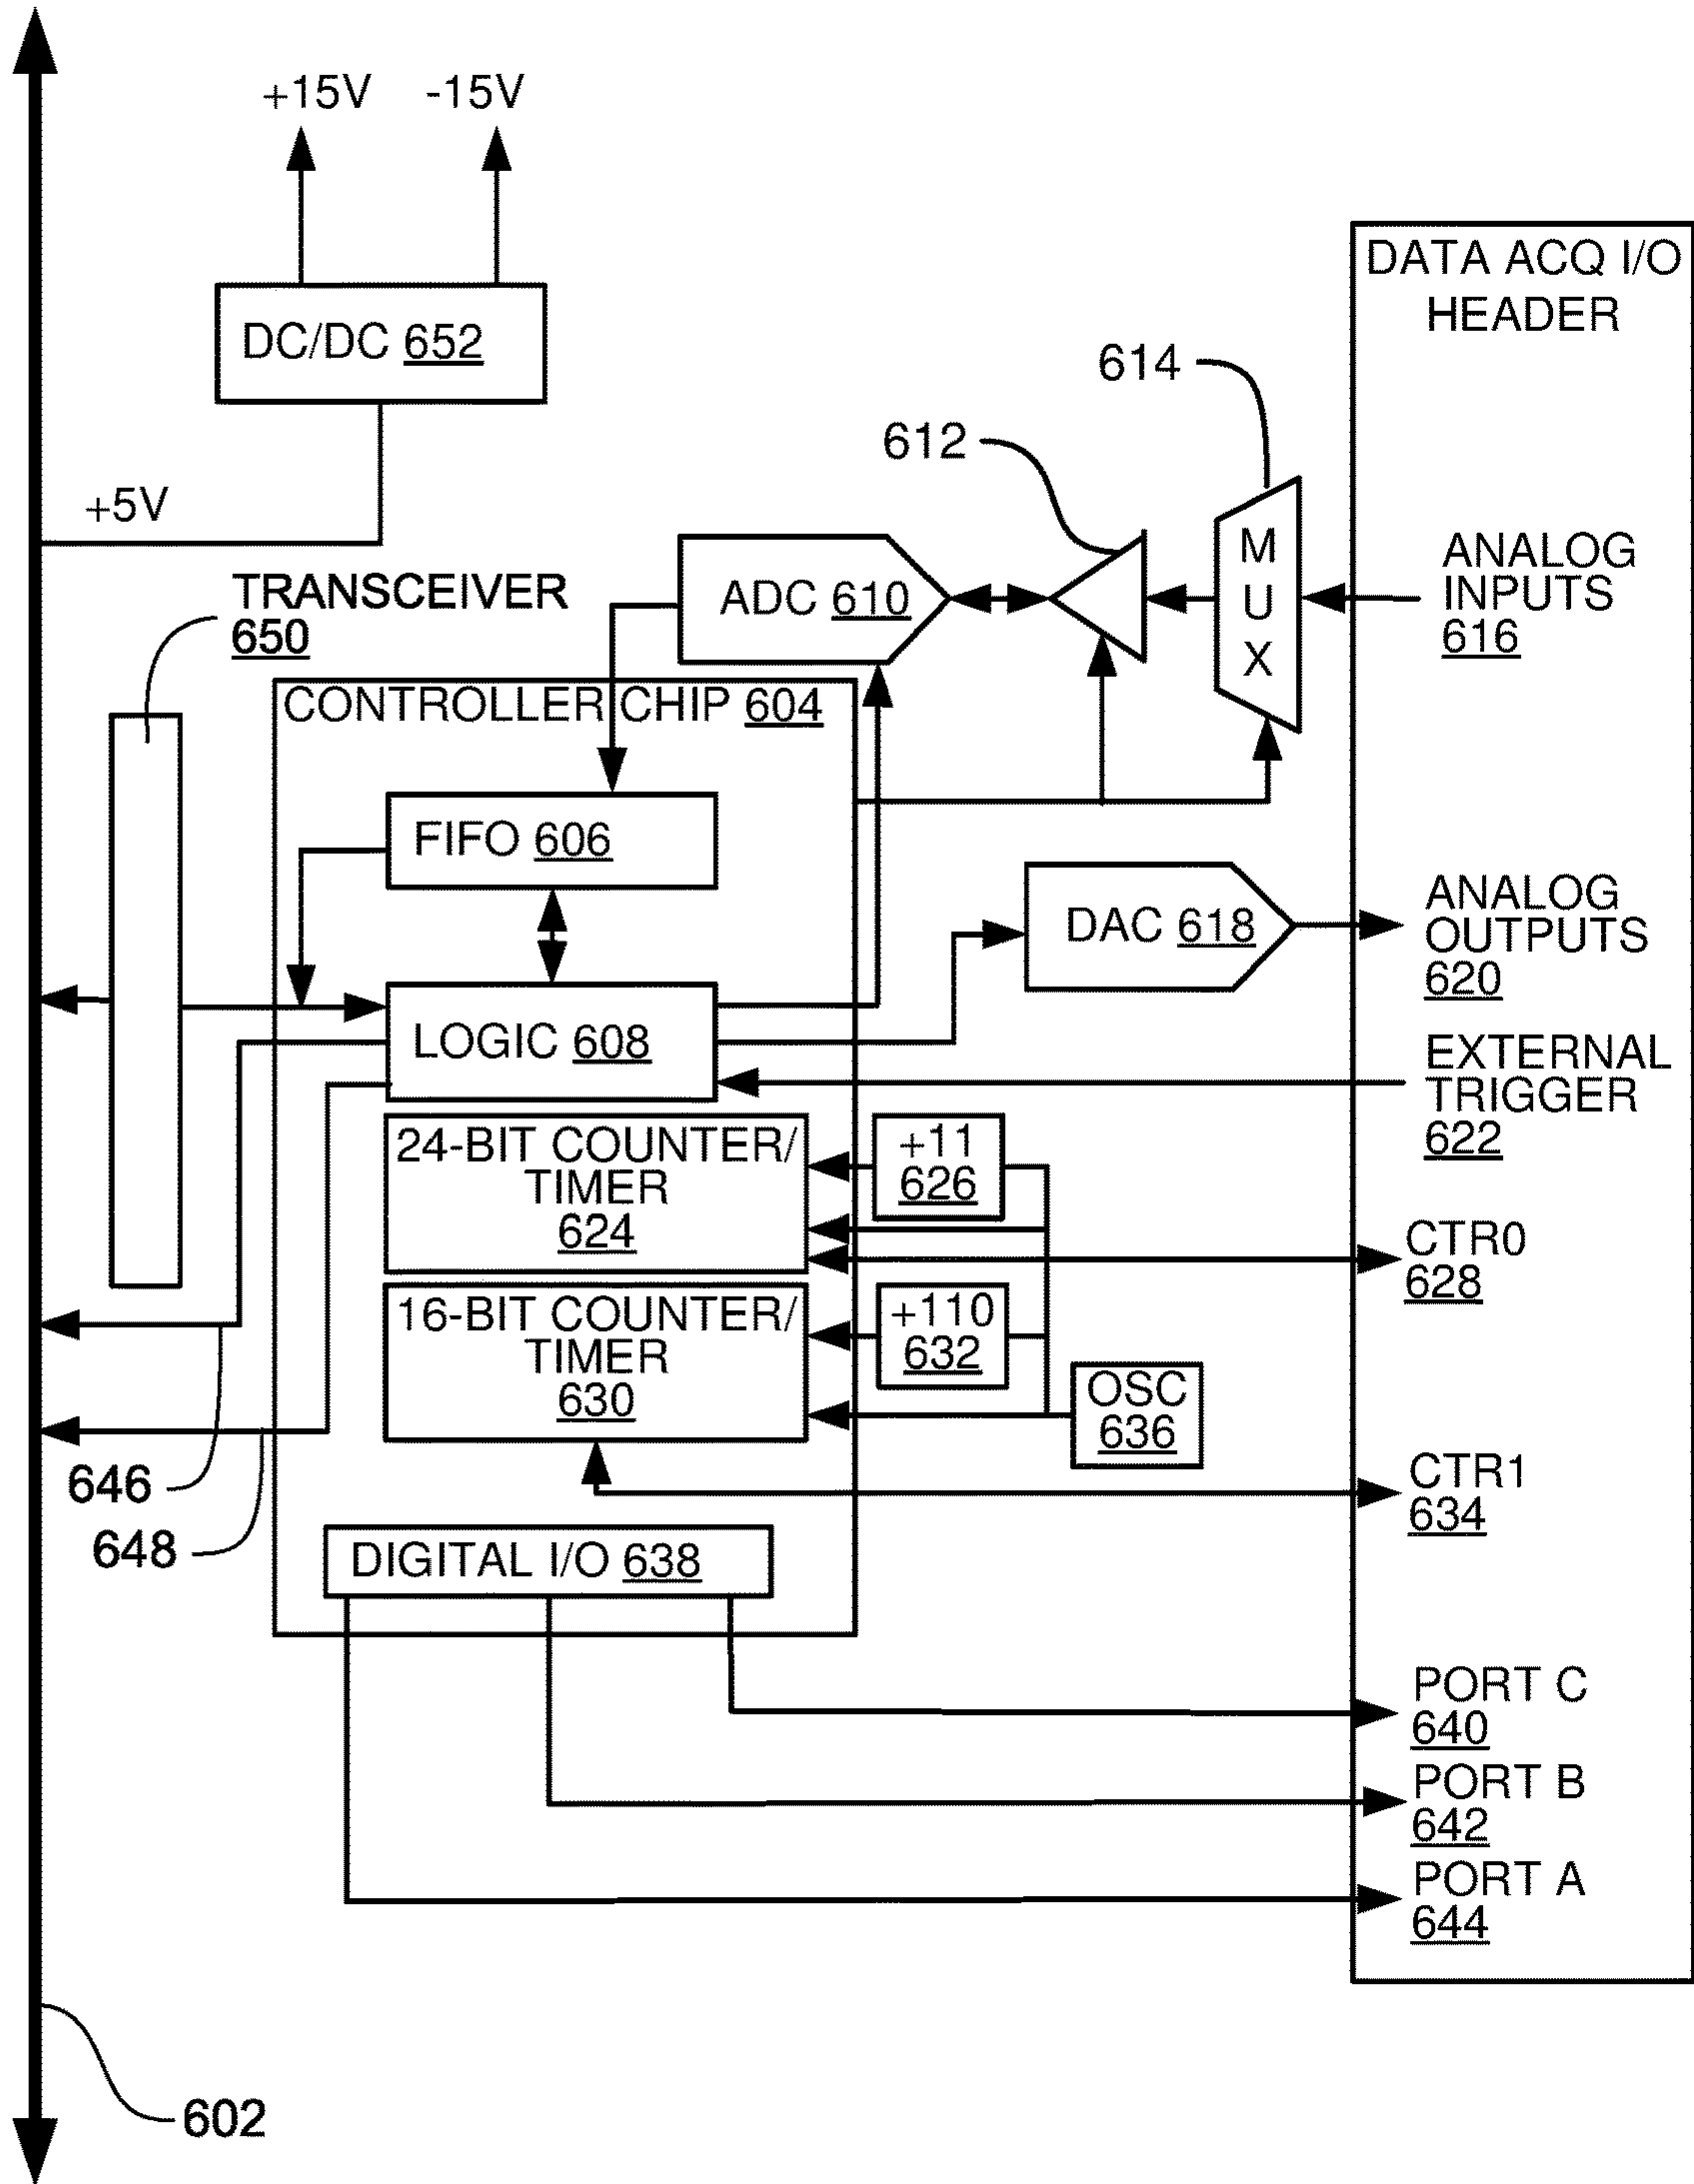 +15V -15V
DATA ACQ I/O
HEADER
DC/DC 652
614
612
+5V
TRANSCEIVER
650
ADC 610
M
U
X
ANALOG
INPUTS
616
CONTROLLER CHIP 604
FIFO 606
DAC 618
ANALOG
OUTPUTS
620
LOGIC 608
EXTERNAL
TRIGGER
622
24-BIT COUNTER/
TIMER
624
+11
626
CTR0
628
16-BIT COUNTER/
TIMER
630
+110
632
OSC
636
646
648
CTR1
634
DIGITAL I/O 638
PORT C
640
PORT B
642
PORT A
644
602